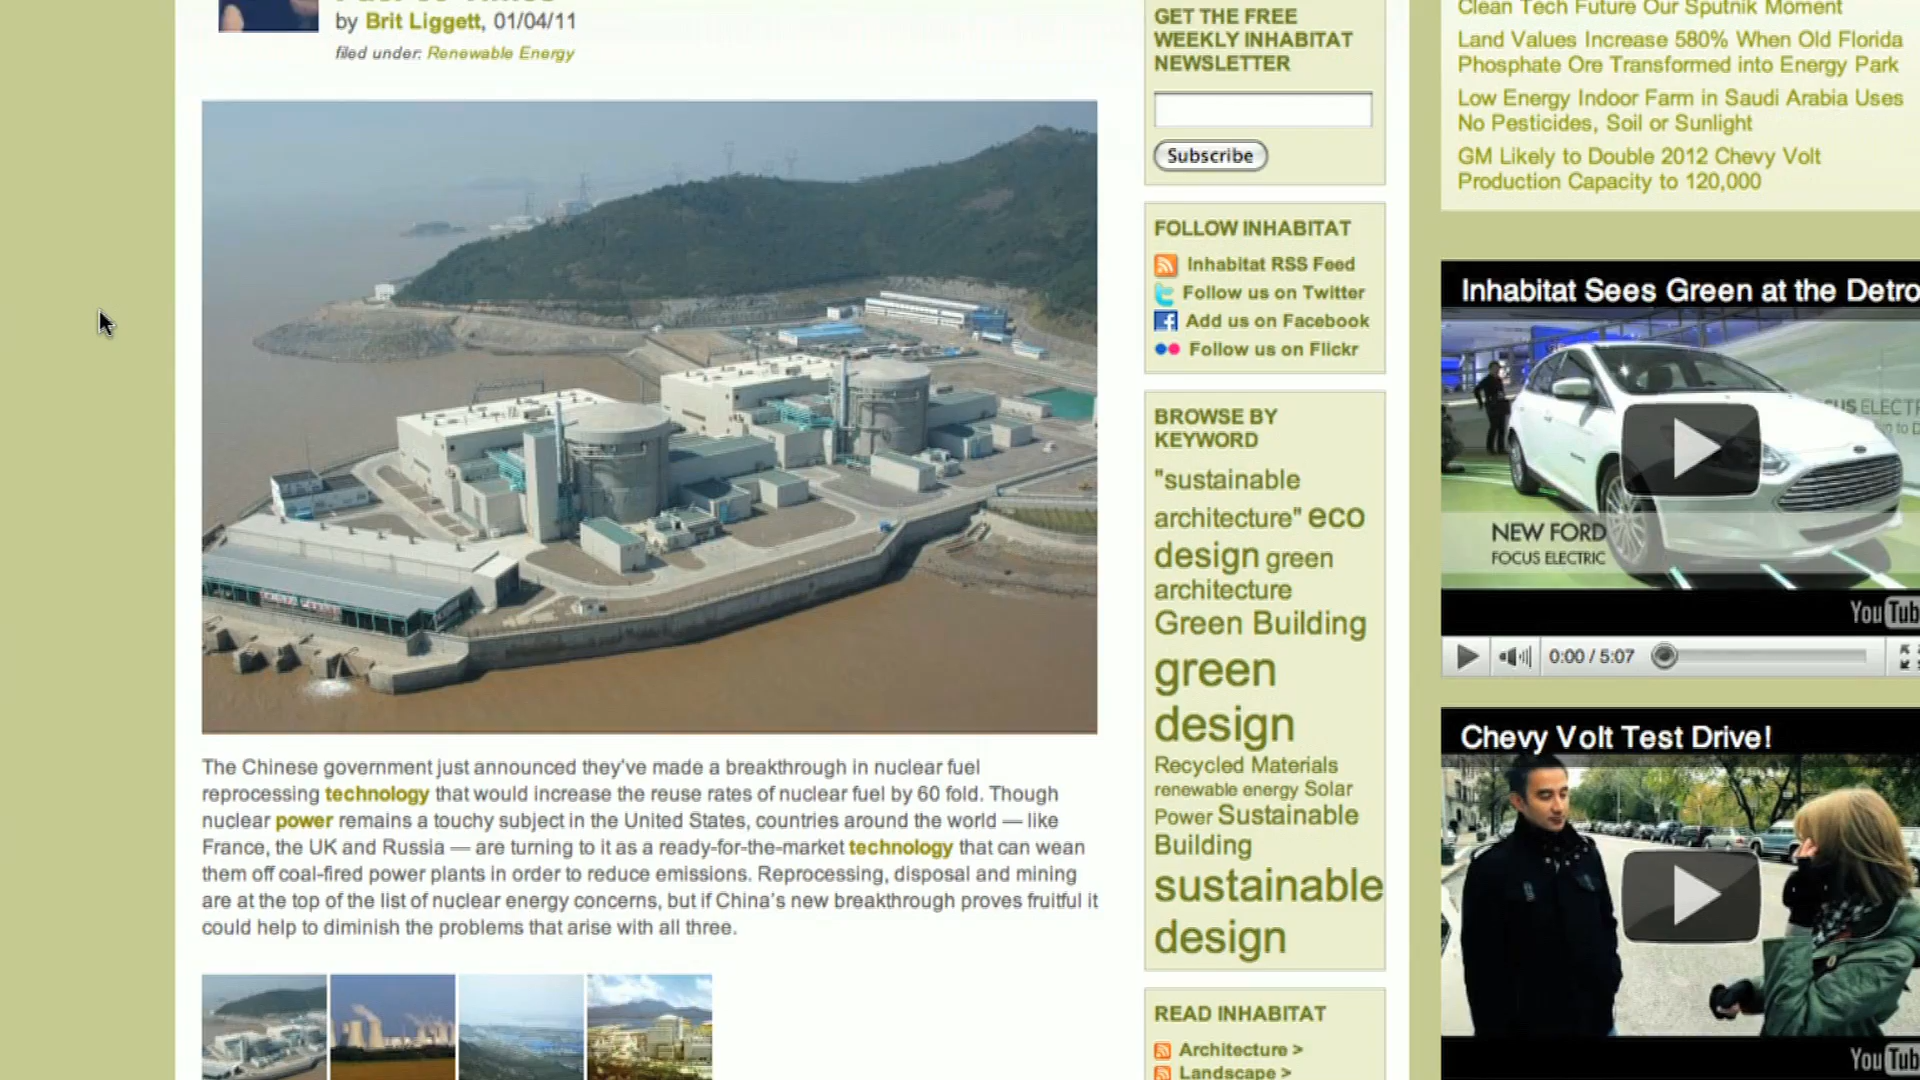 by Brit Liggett, 01/04/11
filed under: Renewable Energy
The Chinese government just announced they've made a breakthrough in nuclear fuel
reprocessing technology that would increase the reuse rates of nuclear fuel by 60 fold. Though
nuclear power remains a touchy subject in the United States, countries around the world — like
France, the UK and Russia — are turning to it as a ready-for-the-market technology that can wean
them off coal-fired power plants in order to reduce emissions. Reprocessing, disposal and mining
are at the top of the list of nuclear energy concerns, but if China's new breakthrough proves fruitful it
could help to diminish the problems that arise with all three.
GET THE FREE
WEEKLY INHABITAT
NEWSLETTER
Subscribe
FOLLOW INHABITAT
Inhabitat RSS Feed
Follow us on Twitter
Add us on Facebook
Follow us on Flickr
BROWSE BY
KEYWORD
"sustainable
architecture" eco
design green
architecture
Green Building
green
design
Recycled Materials
renewable energy Solar
Power Sustainable
Building
sustainable
design
READ INHABITAT
Architecture >
Landscape >
Clean Tech Future Our Sputnik Moment
Land Values Increase 580% When Old Florida
Phosphate Ore Transformed into Energy Park
Low Energy Indoor Farm in Saudi Arabia Uses
No Pesticides, Soil or Sunlight
GM Likely to Double 2012 Chevy Volt
Production Capacity to 120,000
Inhabitat Sees Green at the Detro
NEW FORD
FOCUS ELECTRIC
YouTub
0:00 / 5:07
Chevy Volt Test Drive!
YouTub